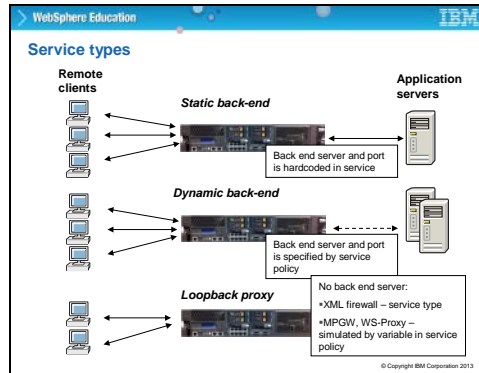 WebSphere Education
IBM
Service types
Remote
clients
Application
servers
Static back-end
Back end server and port
is hardcoded in service
Dynamic back-end
Back end server and port
is specified by service
policy
Loopback proxy
No back end server:
▪XML firewall – service type
▪MPGW, WS-Proxy –
simulated by variable in service
policy
© Copyright IBM Corporation 2013